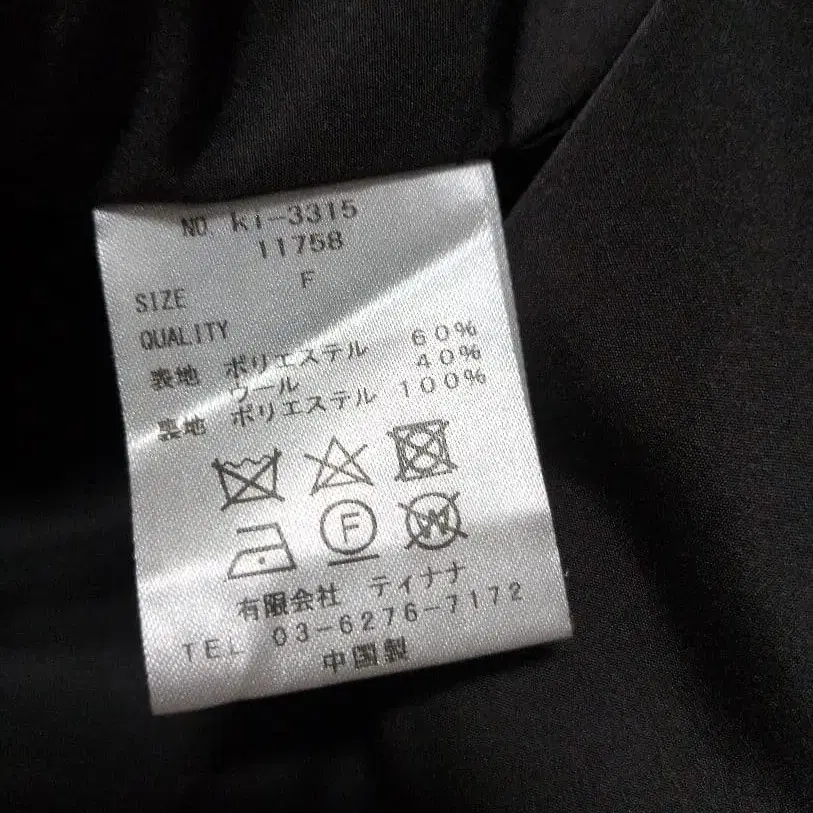 NO. ki-3315
11758
SIZE F
QUALITY
表地 ポリエステル 60%
ウール 40%
裏地 ポリエステル 100%
F
W
有限会社 ティナナ
TEL 03-6276-7172
中国製